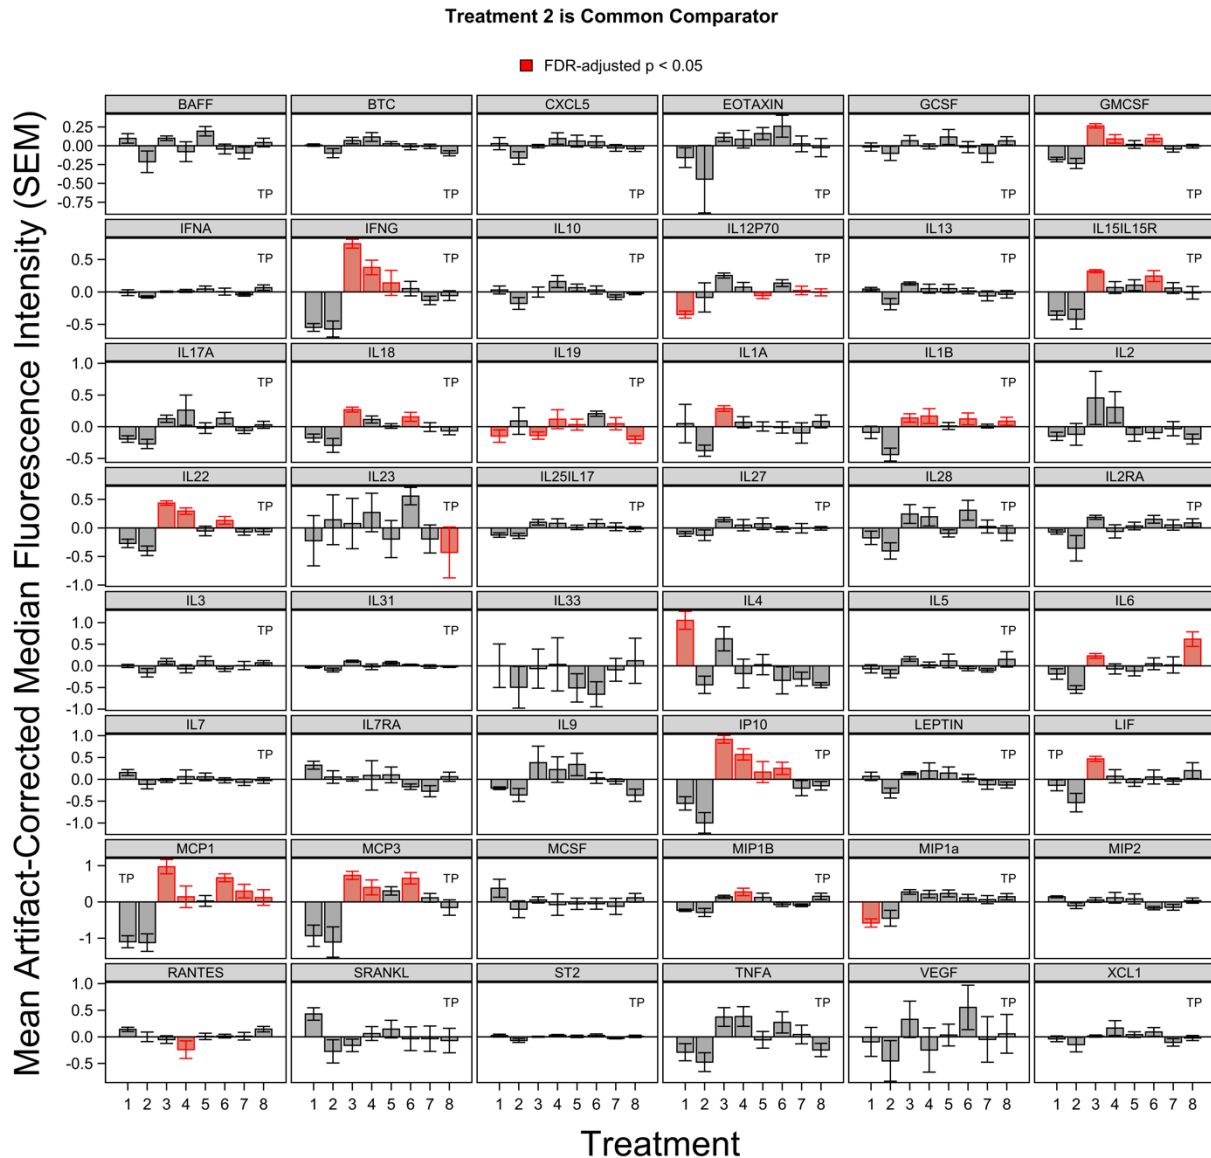 Treatment 2 is Common Comparator
FDR-adjusted p < 0.05
Mean Artifact-Corrected Median Fluorescence Intensity (SEM)
BAFF BTC CXCL5 EOTAXIN GCSF GMCSF
0.25
0.00
-0.25
-0.50
-0.75
TP TP TP TP TP TP
IFNA IFNG IL10 IL12P70 IL13 IL15IL15R
TP TP TP TP TP TP
0.5
0.0
-0.5
IL17A IL18 IL19 IL1A IL1B IL2
1.0
TP TP
0.5
0.0
-0.5
IL22 IL23 IL25IL17 IL27 IL28 IL2RA
TP TP TP TP TP TP
0.5
0.0
-0.5
-1.0
IL3 IL31 IL33 IL4 IL5 IL6
TP TP TP
1.0
0.5
0.0
-0.5
-1.0
IL7 IL7RA IL9 IP10 LEPTIN LIF
1.0
TP TP TP TP
0.5
0.0
-0.5
-1.0
MCP1 MCP3 MCSF MIP1B MIP1a MIP2
TP TP TP TP
1
0
-1
RANTES SRANKL ST2 TNFA VEGF XCL1
1.0
TP TP TP TP TP
0.5
0.0
-0.5
1 2 3 4 5 6 7 8 1 2 3 4 5 6 7 8 1 2 3 4 5 6 7 8 1 2 3 4 5 6 7 8 1 2 3 4 5 6 7 8 1 2 3 4 5 6 7 8
Treatment